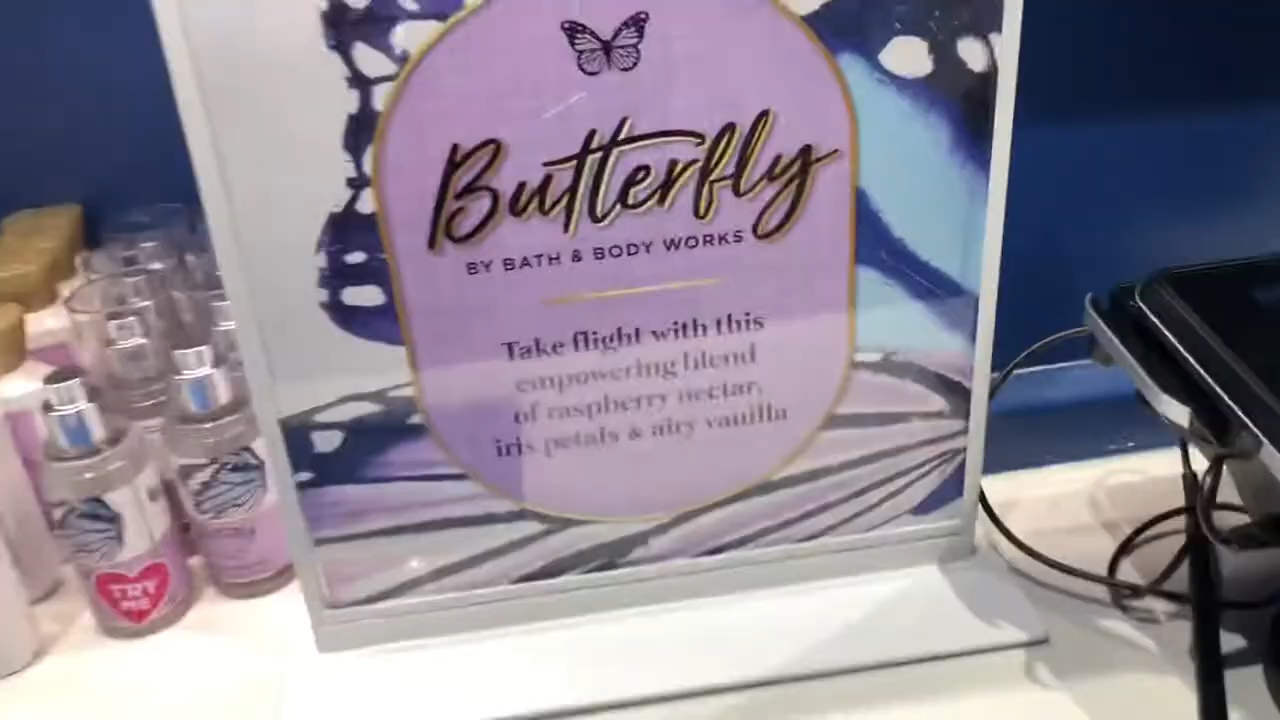 Butterfly
BY BATH & BODY WORKS
Take flight with this
empowering blend
of raspberry nectar,
iris petals & airy vanilla
TRY
ME